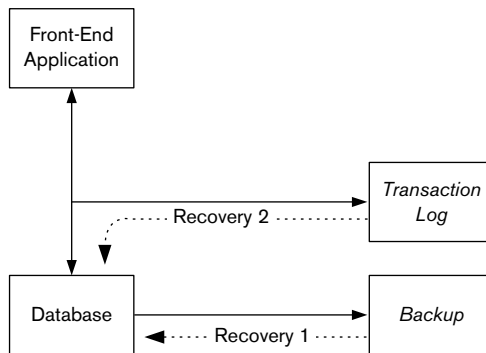 Front-End
Application
Transaction
Log
Recovery 2
Database
Backup
Recovery 1